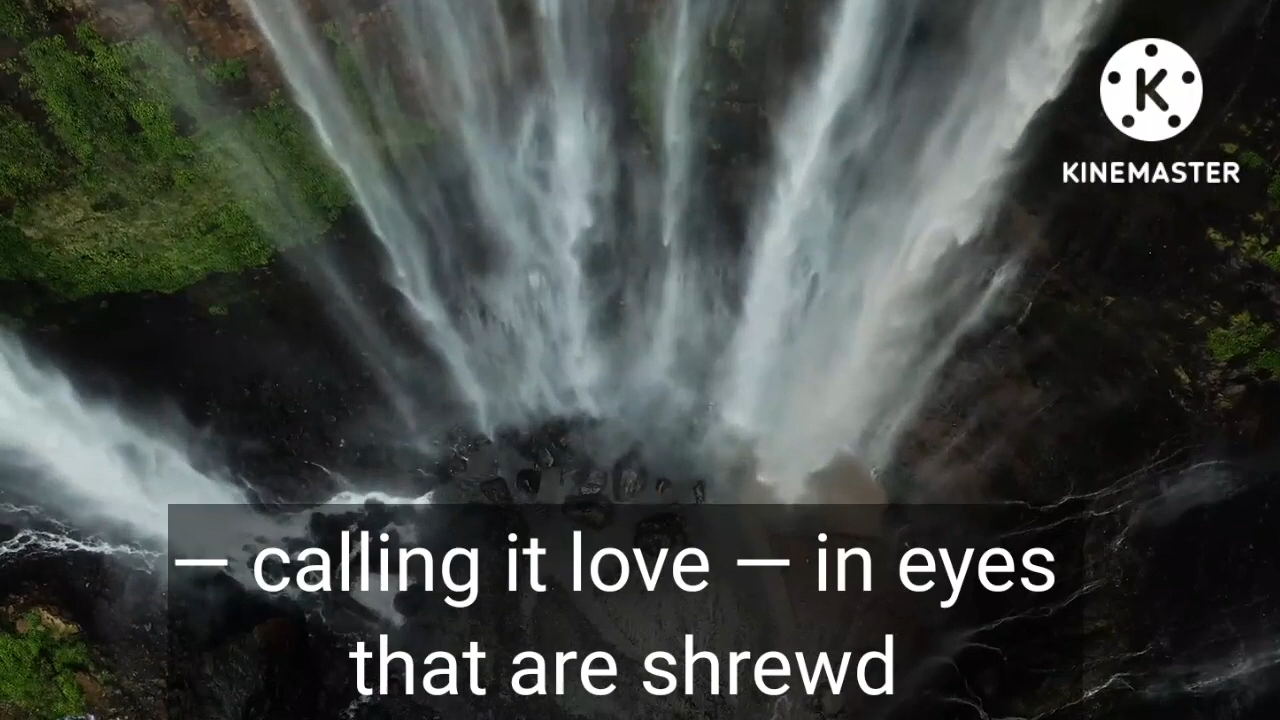 K
KINEMASTER
— calling it love — in eyes
that are shrewd